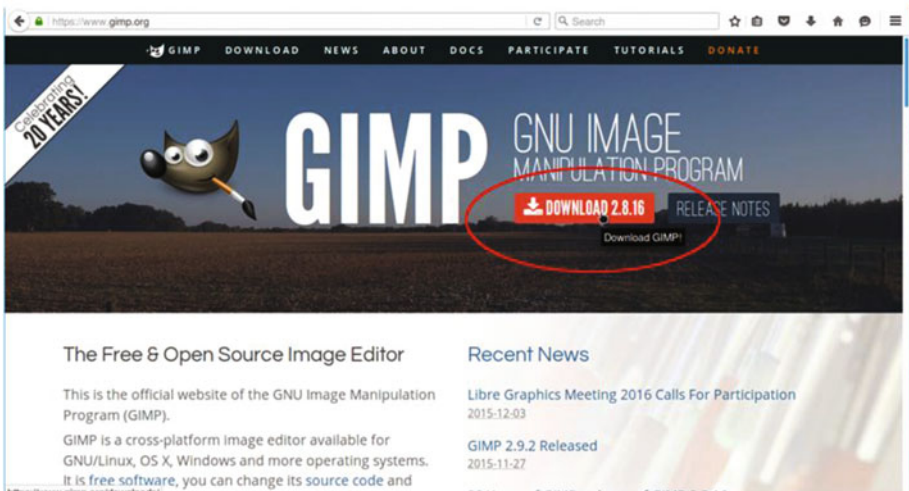 https://www.gimp.org
Search
GIMP DOWNLOAD NEWS ABOUT DOCS PARTICIPATE TUTORIALS DONATE
Celebrating
20 YEARS!
GIMP
GNU IMAGE
MANIPULATION PROGRAM
DOWNLOAD 2.8.16
RELEASE NOTES
Download GIMP!
The Free & Open Source Image Editor
This is the official website of the GNU Image Manipulation
Program (GIMP).
GIMP is a cross-platform image editor available for
GNU/Linux, OS X, Windows and more operating systems.
It is free software, you can change its source code and
Recent News
Libre Graphics Meeting 2016 Calls For Participation
2015-12-03
GIMP 2.9.2 Released
2015-11-27